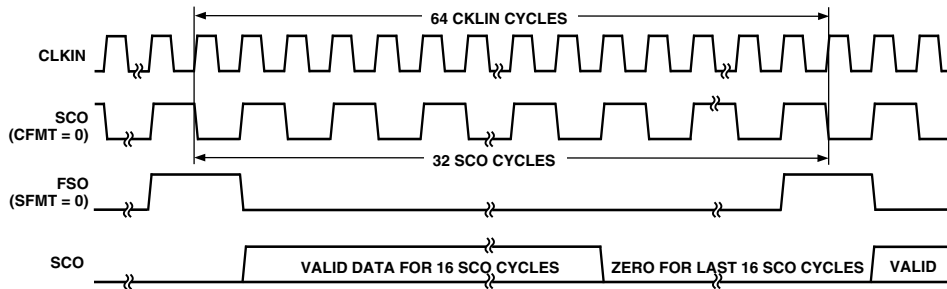 64 CKLIN CYCLES
CLKIN
SCO
(CFMT = 0)
32 SCO CYCLES
FSO
(SFMT = 0)
SCO
VALID DATA FOR 16 SCO CYCLES
ZERO FOR LAST 16 SCO CYCLES
VALID